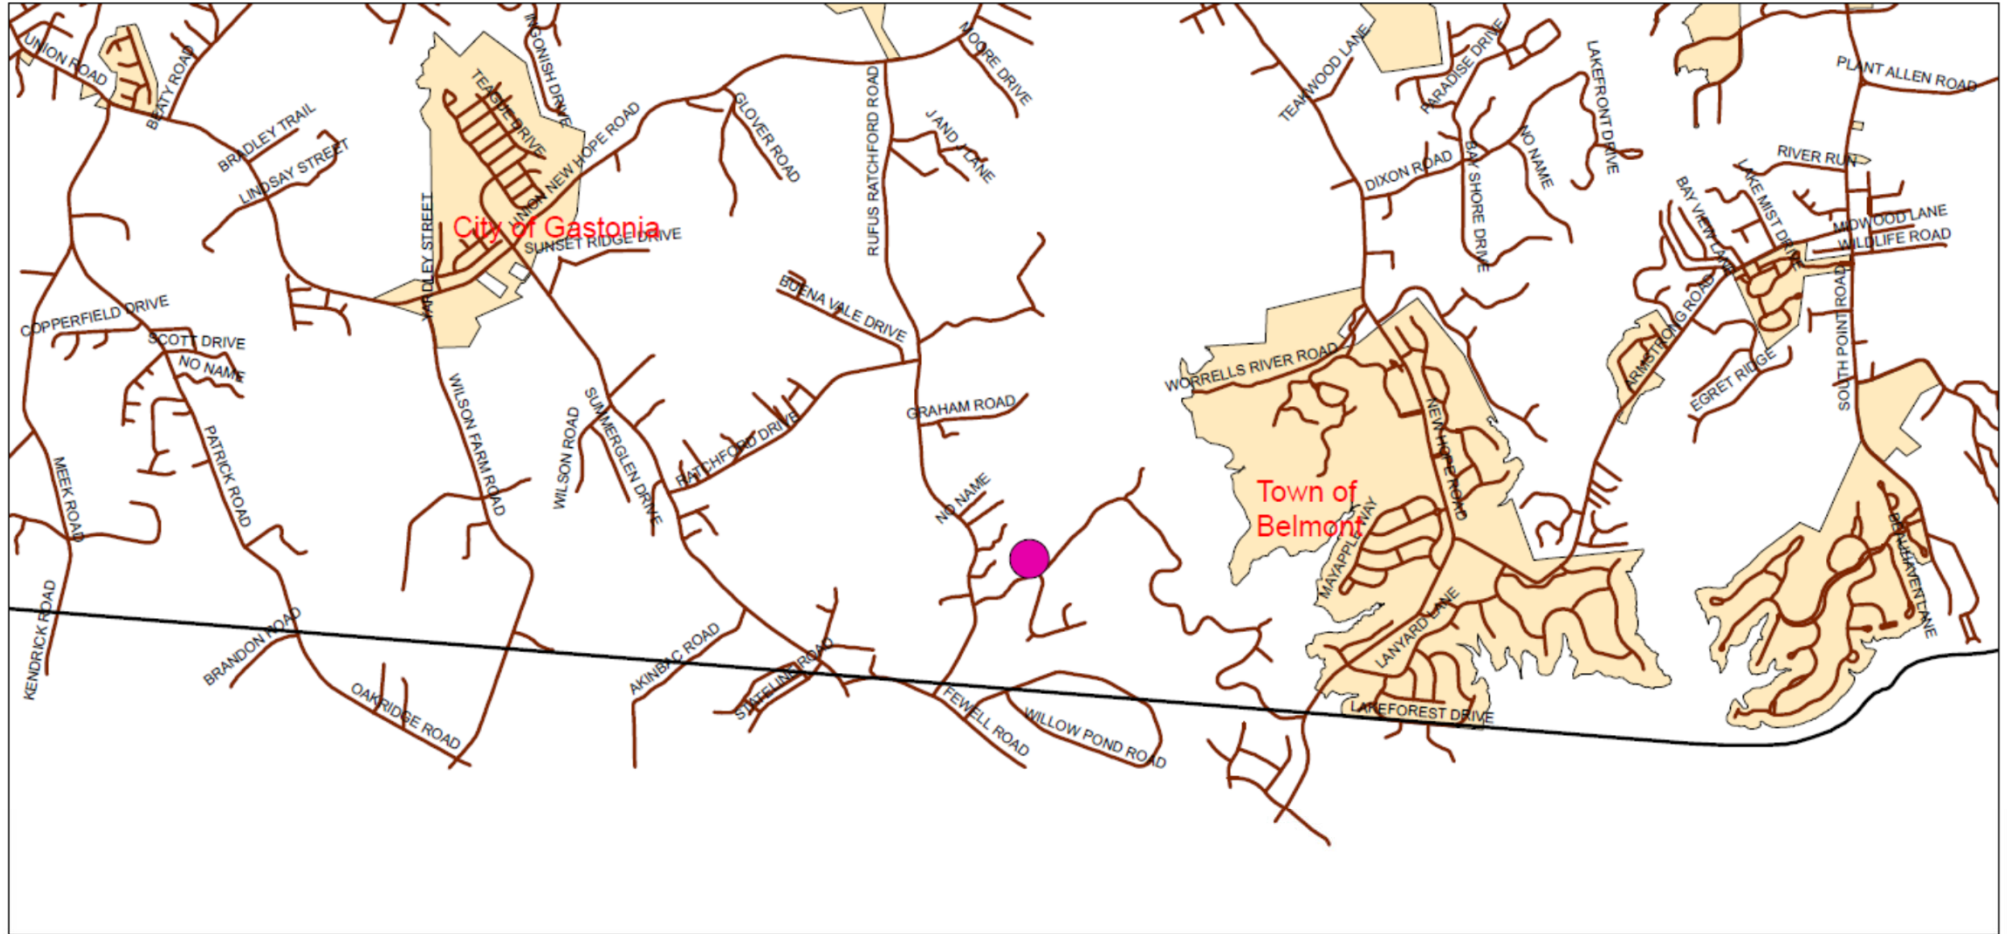 UNION ROAD
BEATY ROAD
INGONISH DRIVE
MOORE DRIVE
TEAKWOOD LANE
PARADISE DRIVE
LAKEFRONT DRIVE
PLANT ALLEN ROAD
TEAGUE DRIVE
BRADLEY TRAIL
LINDSAY STREET
UNION NEW HOPE ROAD
GLOVER ROAD
RUFUS RATCHFORD ROAD
J AND J LANE
DIXON ROAD
BAY SHORE DRIVE
NO NAME
RIVER RUN
LAKE MIST DRIVE
BAY VIEW LANE
MIDWOOD LANE
WILDLIFE ROAD
YARDLEY STREET
City of Gastonia
SUNSET RIDGE DRIVE
BUENA VALE DRIVE
COPPERFIELD DRIVE
SCOTT DRIVE
NO NAME
WORRELLS RIVER ROAD
ARMSTRONG ROAD
EGRET RIDGE
SOUTH POINT ROAD
GRAHAM ROAD
WILSON FARM ROAD
WILSON ROAD
SUMMERGLEN DRIVE
RATCHFORD DRIVE
NEW HOPE ROAD
PATRICK ROAD
MEEK ROAD
NO NAME
Town of
Belmont
MAYAPPLE WAY
BEAUHAVEN LANE
KENDRICK ROAD
BRANDON ROAD
OAKRIDGE ROAD
AKINBAC ROAD
STATELINE ROAD
FEWELL ROAD
WILLOW POND ROAD
LANYARD LANE
LAKEFOREST DRIVE